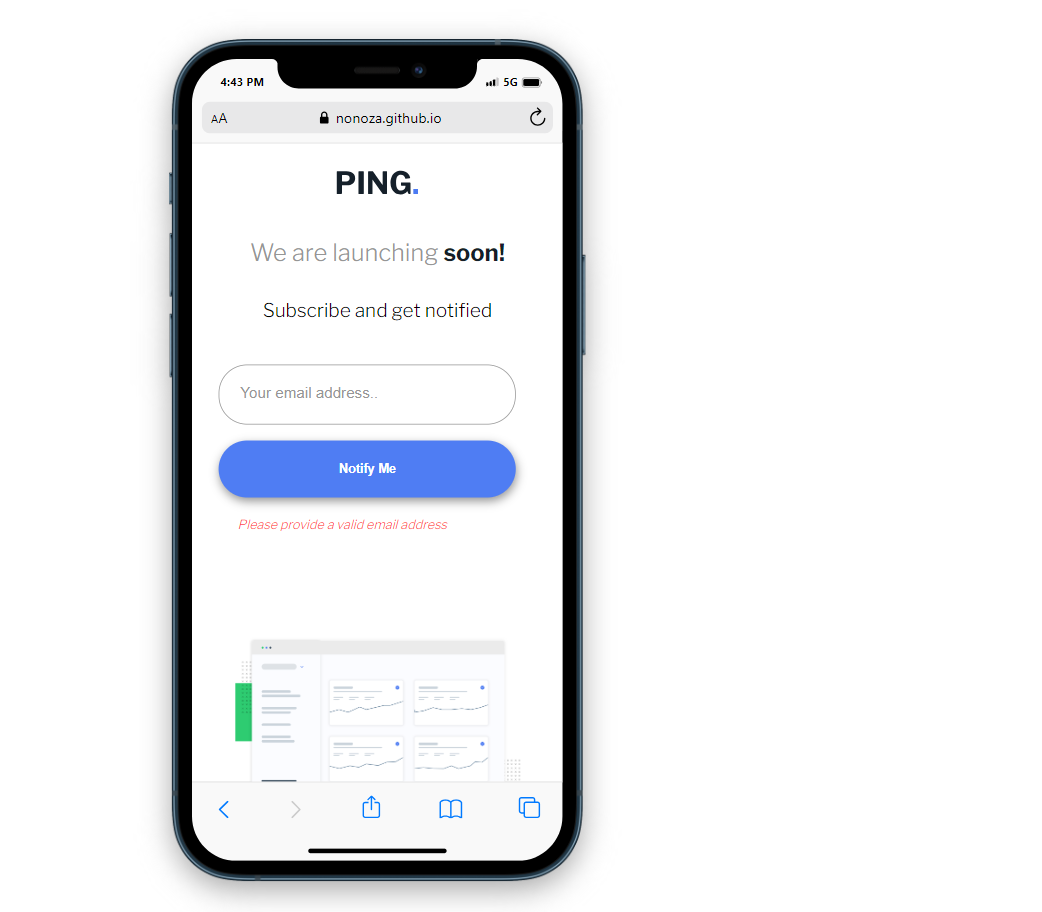 4:43 PM 5G
AA nonoza.github.io
PING.
We are launching soon!
Subscribe and get notified
Your email address..
Notify Me
Please provide a valid email address